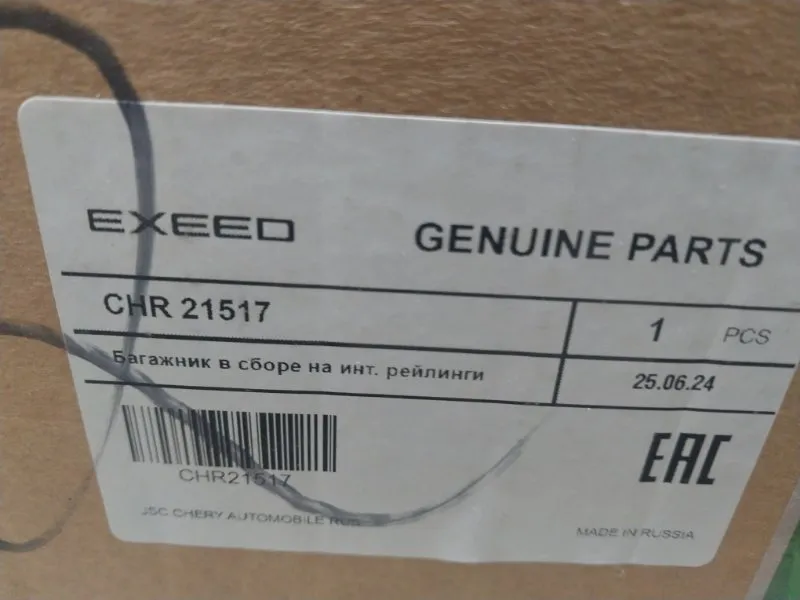 EXEED
GENUINE PARTS
CHR 21517
1 PCS
Багажник в сборе на инт. рейлинги
25.06.24
CHR21517
EAC
JSC CHERY AUTOMOBILE RUS
MADE IN RUSSIA